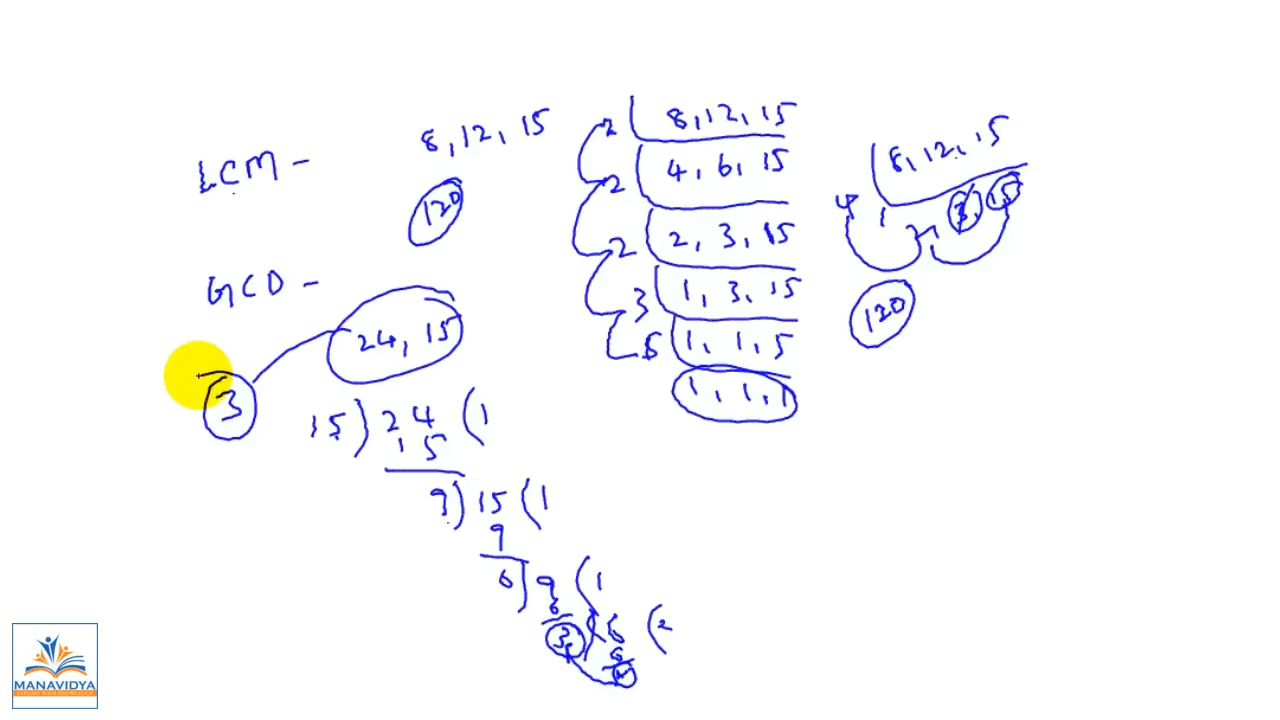 LCM - 8, 12, 15
120
GCD -
24, 15
3
15) 24 (1
15
9) 15 (1
9
6) 9 (1
6
3) 6 (2
6
2 | 8, 12, 15
2 | 4, 6, 15
2 | 2, 3, 15
3 | 1, 3, 15
5 | 1, 1, 5
1, 1, 1
8, 12, 15
4
15
120
MANAVIDYA